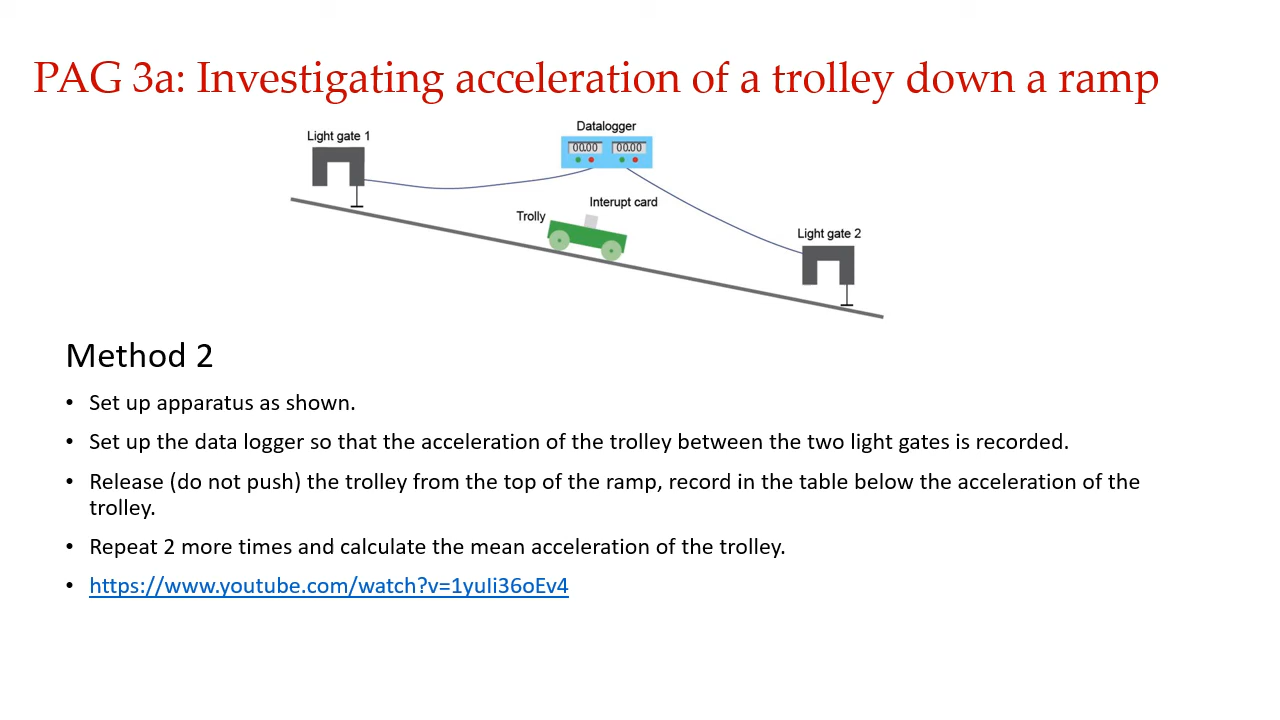 PAG 3a: Investigating acceleration of a trolley down a ramp
Datalogger
Light gate 1
00.00 00.00
Interupt card
Trolly
Light gate 2
Method 2
• Set up apparatus as shown.
• Set up the data logger so that the acceleration of the trolley between the two light gates is recorded.
• Release (do not push) the trolley from the top of the ramp, record in the table below the acceleration of the
trolley.
• Repeat 2 more times and calculate the mean acceleration of the trolley.
• https://www.youtube.com/watch?v=1yuIi36oEv4